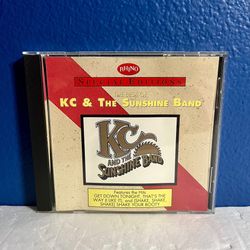 RHINO
SPECIAL EDITIONS
THE BEST OF
KC & THE SUNSHINE BAND
KC
AND THE
SUNSHINE BAND
Features the Hits
GET DOWN TONIGHT, THAT'S THE
WAY (I LIKE IT), and (SHAKE, SHAKE,
SHAKE) SHAKE YOUR BOOTY